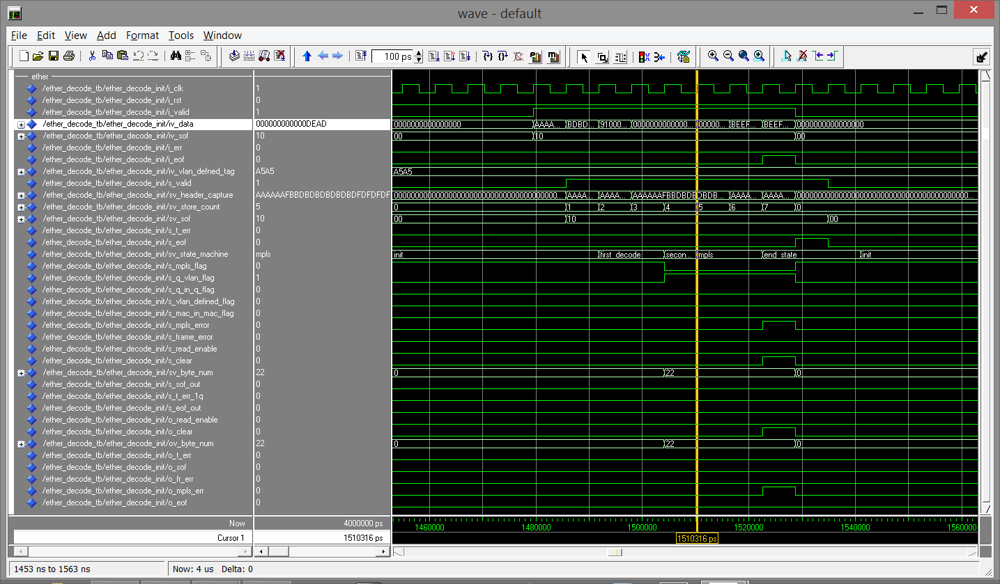 wave - default
File Edit View Add Format Tools Window
100 ps
ether
/ether_decode_tb/ether_decode_init/i_clk 1
/ether_decode_tb/ether_decode_init/i_rst 0
/ether_decode_tb/ether_decode_init/i_valid 1
/ether_decode_tb/ether_decode_init/iv_data 000000000000DEAD 0000000000000000 AAAA... BDBD... 91000... 0000000000000... 00000... BEEF... BEEF... 0000000000000000
/ether_decode_tb/ether_decode_init/iv_sof 10 00 10 00
/ether_decode_tb/ether_decode_init/i_err 0
/ether_decode_tb/ether_decode_init/i_eof 0
/ether_decode_tb/ether_decode_init/iv_vlan_defned_tag A5A5 A5A5
/ether_decode_tb/ether_decode_init/s_valid 1
/ether_decode_tb/ether_decode_init/sv_header_capture AAAAAAFBBDBDBDBDBDBDFDFDFDF
/ether_decode_tb/ether_decode_init/sv_store_count 5 0 1 2 3 4 5 6 7 0
/ether_decode_tb/ether_decode_init/sv_sof 10 00 10 00
/ether_decode_tb/ether_decode_init/s_t_err 0
/ether_decode_tb/ether_decode_init/s_eof 0
/ether_decode_tb/ether_decode_init/sv_state_machine mpls init first_decode secon... mpls end_state init
/ether_decode_tb/ether_decode_init/s_mpls_flag 0
/ether_decode_tb/ether_decode_init/s_q_vlan_flag 1
/ether_decode_tb/ether_decode_init/s_q_in_q_flag 0
/ether_decode_tb/ether_decode_init/s_vlan_defined_flag 0
/ether_decode_tb/ether_decode_init/s_mac_in_mac_flag 0
/ether_decode_tb/ether_decode_init/s_mpls_error 0
/ether_decode_tb/ether_decode_init/s_frame_error 0
/ether_decode_tb/ether_decode_init/s_read_enable 0
/ether_decode_tb/ether_decode_init/s_clear 0
/ether_decode_tb/ether_decode_init/sv_byte_num 22 0 22 0
/ether_decode_tb/ether_decode_init/s_sof_out 0
/ether_decode_tb/ether_decode_init/s_t_err_1q 0
/ether_decode_tb/ether_decode_init/s_eof_out 0
/ether_decode_tb/ether_decode_init/o_read_enable 0
/ether_decode_tb/ether_decode_init/o_clear 0
/ether_decode_tb/ether_decode_init/ov_byte_num 22 0 22 0
/ether_decode_tb/ether_decode_init/o_t_err 0
/ether_decode_tb/ether_decode_init/o_sof 0
/ether_decode_tb/ether_decode_init/o_fr_err 0
/ether_decode_tb/ether_decode_init/o_mpls_err 0
/ether_decode_tb/ether_decode_init/o_eof 0
Now 4000000 ps 1460000 1480000 1500000 1520000 1540000 1560000
Cursor 1 1510316 ps 1510316 ps
1453 ns to 1563 ns Now: 4 us Delta: 0